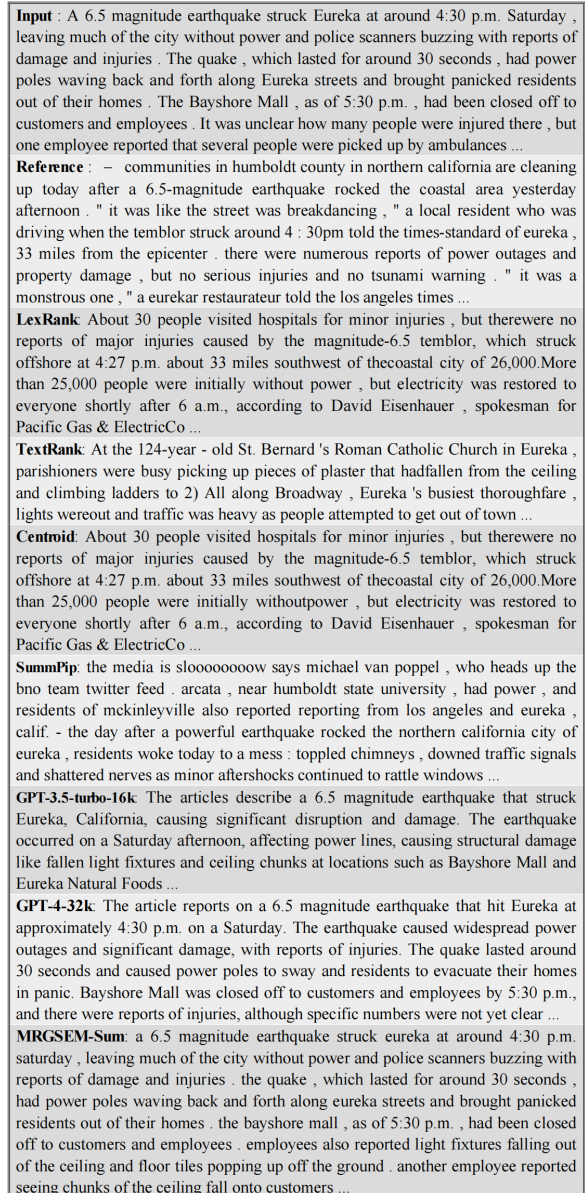 Input : A 6.5 magnitude earthquake struck Eureka at around 4:30 p.m. Saturday ,
leaving much of the city without power and police scanners buzzing with reports of
damage and injuries . The quake , which lasted for around 30 seconds , had power
poles waving back and forth along Eureka streets and brought panicked residents
out of their homes . The Bayshore Mall , as of 5:30 p.m. , had been closed off to
customers and employees . It was unclear how many people were injured there , but
one employee reported that several people were picked up by ambulances ...
Reference : – communities in humboldt county in northern california are cleaning
up today after a 6.5-magnitude earthquake rocked the coastal area yesterday
afternoon . " it was like the street was breakdancing , " a local resident who was
driving when the temblor struck around 4 : 30pm told the times-standard of eureka ,
33 miles from the epicenter . there were numerous reports of power outages and
property damage , but no serious injuries and no tsunami warning . " it was a
monstrous one , " a eurekar restaurateur told the los angeles times ...
LexRank: About 30 people visited hospitals for minor injuries , but therewere no
reports of major injuries caused by the magnitude-6.5 temblor, which struck
offshore at 4:27 p.m. about 33 miles southwest of thecoastal city of 26,000.More
than 25,000 people were initially without power , but electricity was restored to
everyone shortly after 6 a.m., according to David Eisenhauer , spokesman for
Pacific Gas & ElectricCo ...
TextRank: At the 124-year - old St. Bernard 's Roman Catholic Church in Eureka ,
parishioners were busy picking up pieces of plaster that hadfallen from the ceiling
and climbing ladders to 2) All along Broadway , Eureka 's busiest thoroughfare ,
lights wereout and traffic was heavy as people attempted to get out of town ...
Centroid: About 30 people visited hospitals for minor injuries , but therewere no
reports of major injuries caused by the magnitude-6.5 temblor, which struck
offshore at 4:27 p.m. about 33 miles southwest of thecoastal city of 26,000.More
than 25,000 people were initially withoutpower , but electricity was restored to
everyone shortly after 6 a.m., according to David Eisenhauer , spokesman for
Pacific Gas & ElectricCo ...
SummPip: the media is slooooooooow says michael van poppel , who heads up the
bno team twitter feed . arcata , near humboldt state university , had power , and
residents of mckinleyville also reported reporting from los angeles and eureka ,
calif. - the day after a powerful earthquake rocked the northern california city of
eureka , residents woke today to a mess : toppled chimneys , downed traffic signals
and shattered nerves as minor aftershocks continued to rattle windows ...
GPT-3.5-turbo-16k: The articles describe a 6.5 magnitude earthquake that struck
Eureka, California, causing significant disruption and damage. The earthquake
occurred on a Saturday afternoon, affecting power lines, causing structural damage
like fallen light fixtures and ceiling chunks at locations such as Bayshore Mall and
Eureka Natural Foods ...
GPT-4-32k: The article reports on a 6.5 magnitude earthquake that hit Eureka at
approximately 4:30 p.m. on a Saturday. The earthquake caused widespread power
outages and significant damage, with reports of injuries. The quake lasted around
30 seconds and caused power poles to sway and residents to evacuate their homes
in panic. Bayshore Mall was closed off to customers and employees by 5:30 p.m.,
and there were reports of injuries, although specific numbers were not yet clear ...
MRGSEM-Sum: a 6.5 magnitude earthquake struck eureka at around 4:30 p.m.
saturday , leaving much of the city without power and police scanners buzzing with
reports of damage and injuries . the quake , which lasted for around 30 seconds ,
had power poles waving back and forth along eureka streets and brought panicked
residents out of their homes . the bayshore mall , as of 5:30 p.m. , had been closed
off to customers and employees . employees also reported light fixtures falling out
of the ceiling and floor tiles popping up off the ground . another employee reported
seeing chunks of the ceiling fall onto customers ...